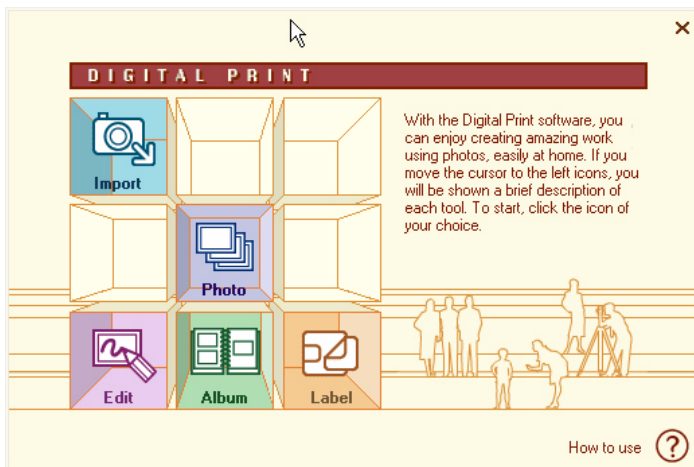 DIGITAL PRINT
Import
With the Digital Print software, you
can enjoy creating amazing work
using photos, easily at home. If you
move the cursor to the left icons, you
will be shown a brief description of
each tool. To start, click the icon of
your choice.
Photo
Edit
Album
Label
How to use ?